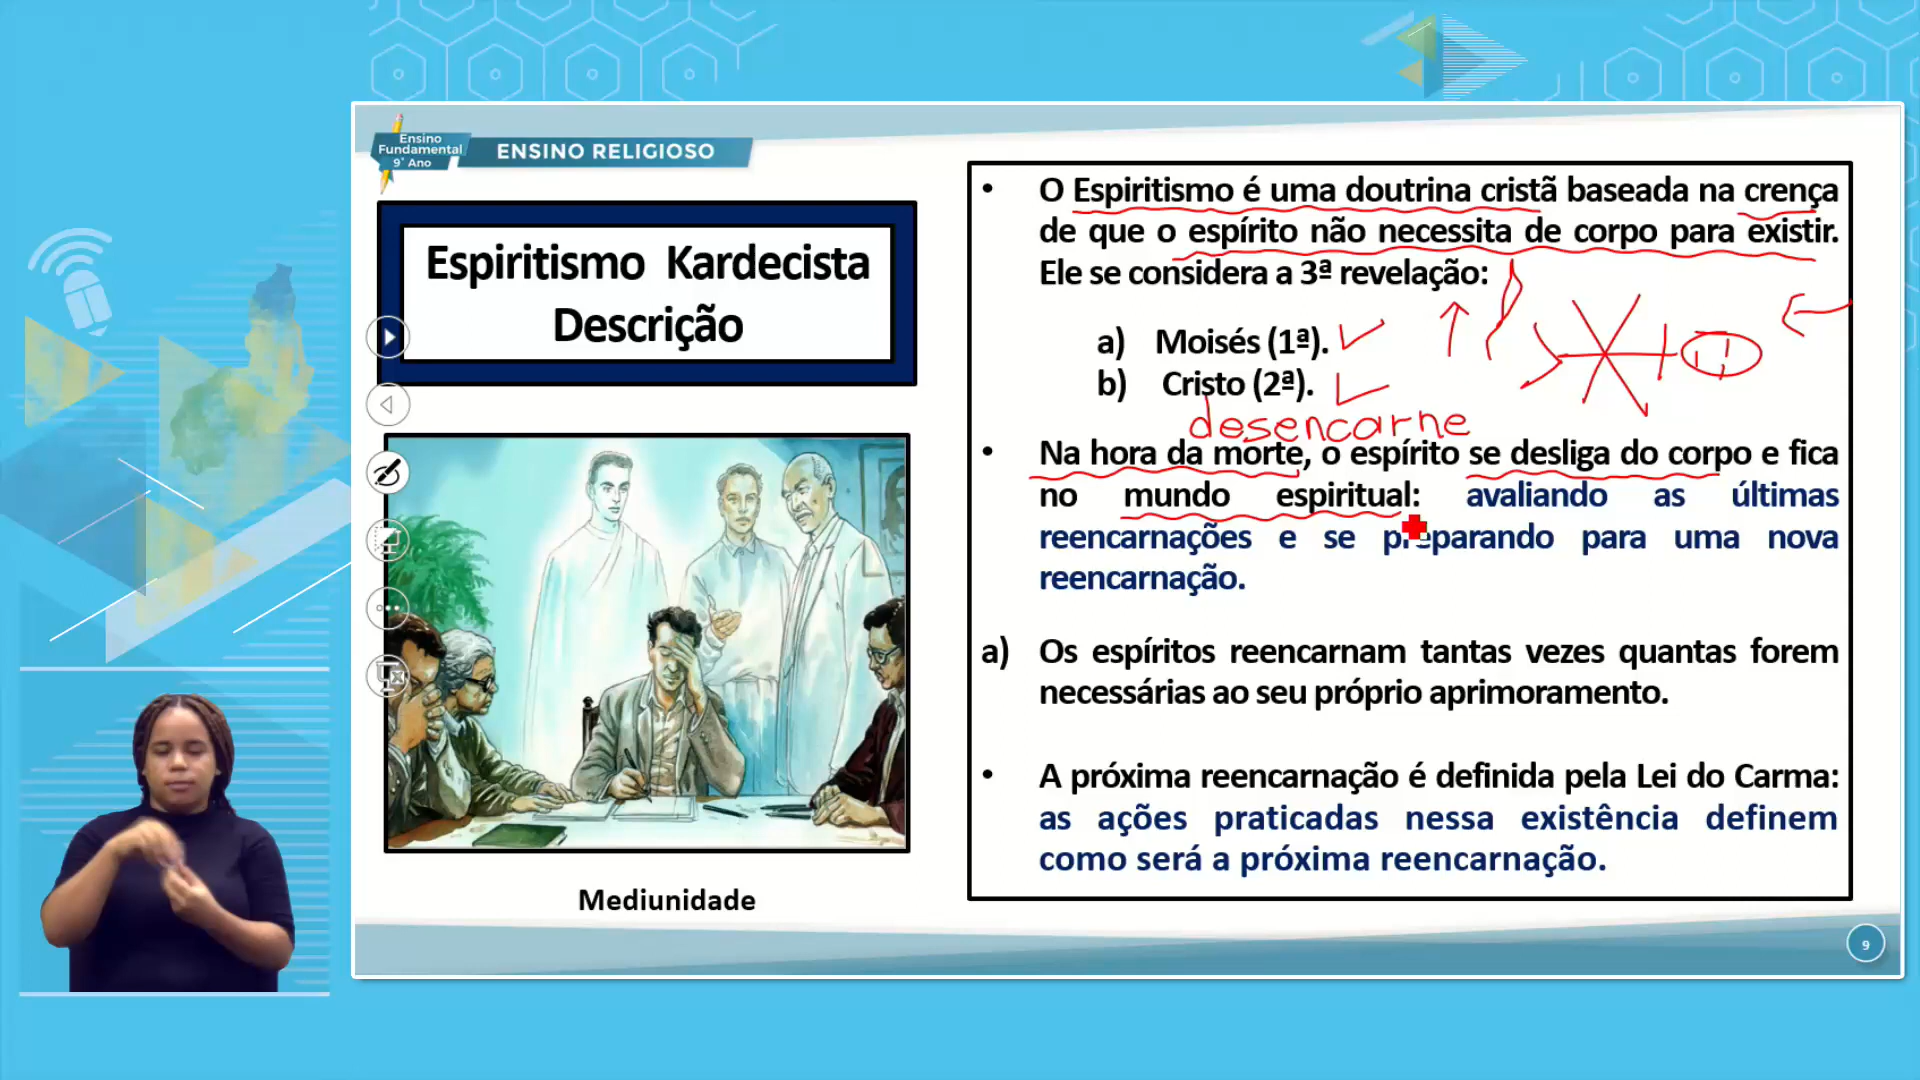 Ensino
Fundamental
9° Ano
ENSINO RELIGIOSO
Espiritismo Kardecista
Descrição
Mediunidade
• O Espiritismo é uma doutrina cristã baseada na crença
de que o espírito não necessita de corpo para existir.
Ele se considera a 3ª revelação:
a) Moisés (1ª).
b) Cristo (2ª).
desencarne
• Na hora da morte, o espírito se desliga do corpo e fica
no mundo espiritual: avaliando as últimas
reencarnações e se preparando para uma nova
reencarnação.
a) Os espíritos reencarnam tantas vezes quantas forem
necessárias ao seu próprio aprimoramento.
• A próxima reencarnação é definida pela Lei do Carma:
as ações praticadas nessa existência definem
como será a próxima reencarnação.
9